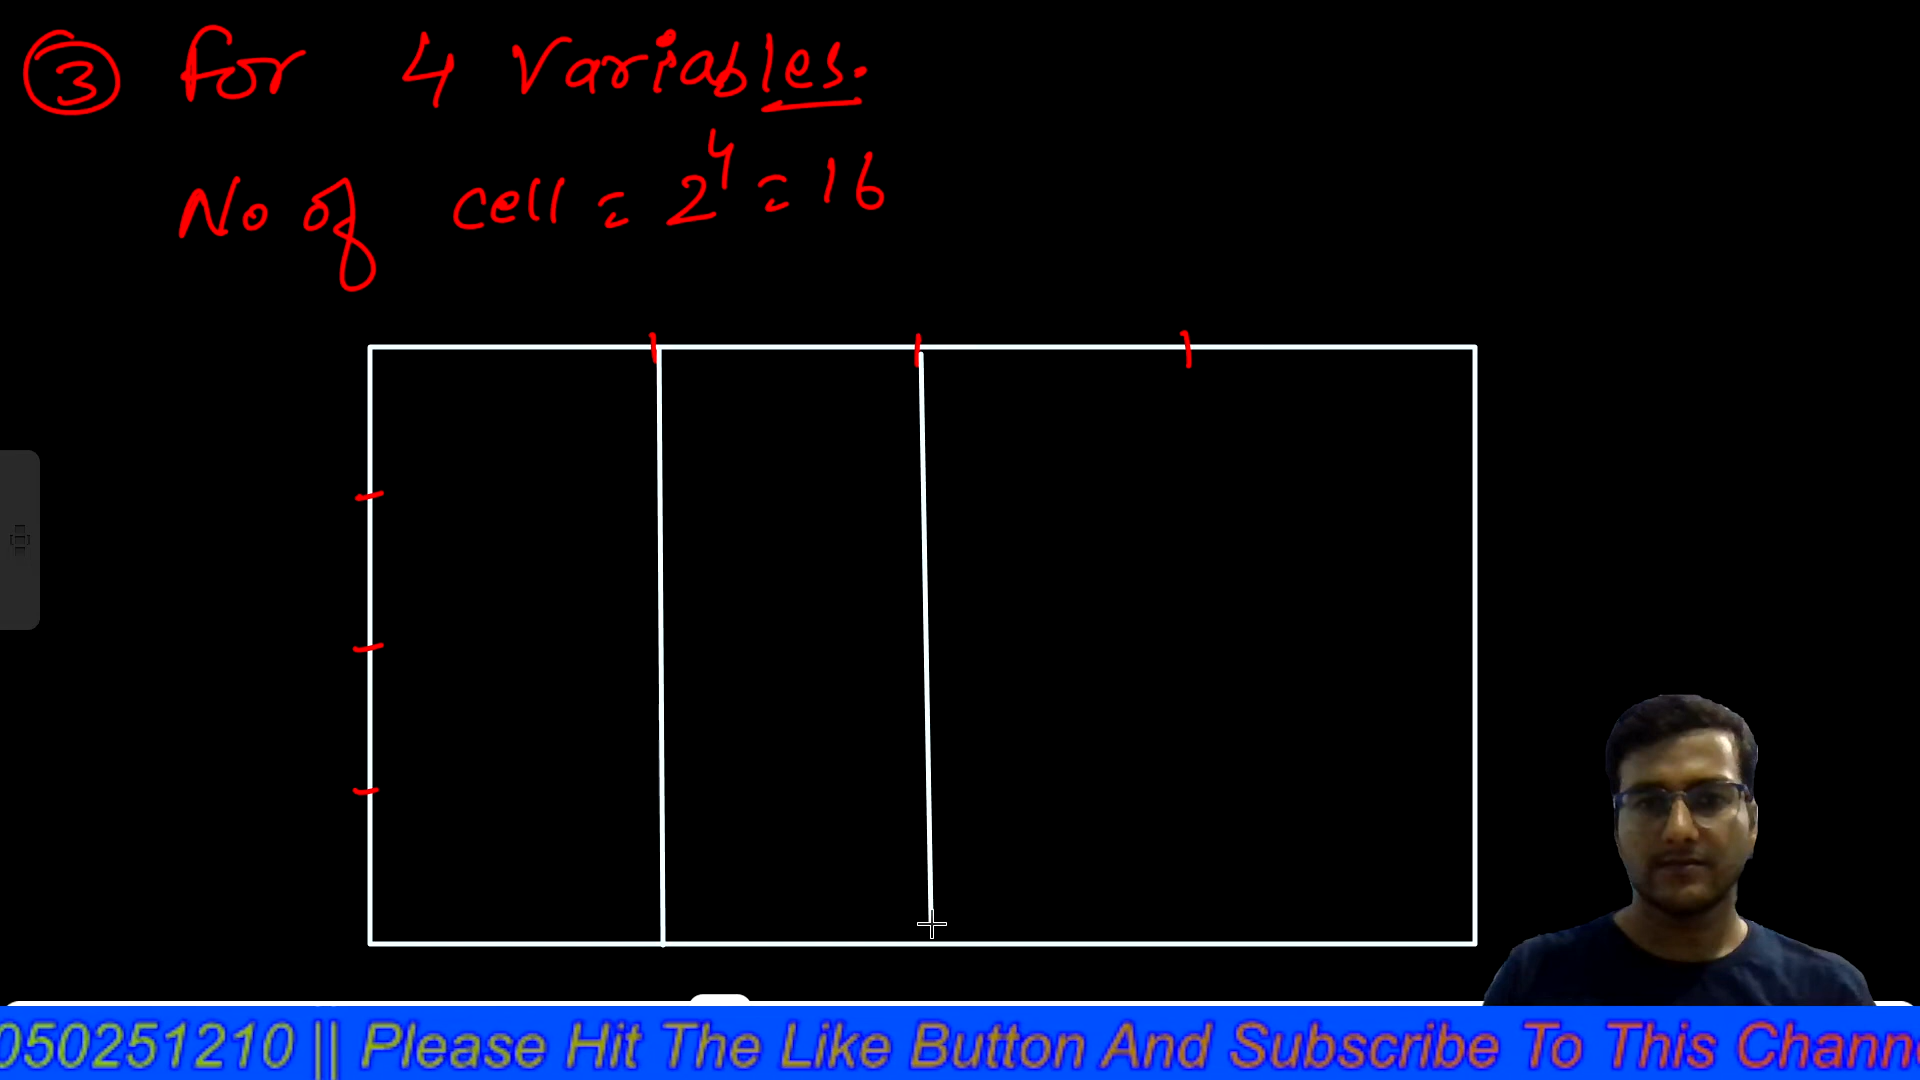 ③ For 4 Variables.
No of cell = 2⁴ = 16
050251210 || Please Hit The Like Button And Subscribe To This Chann